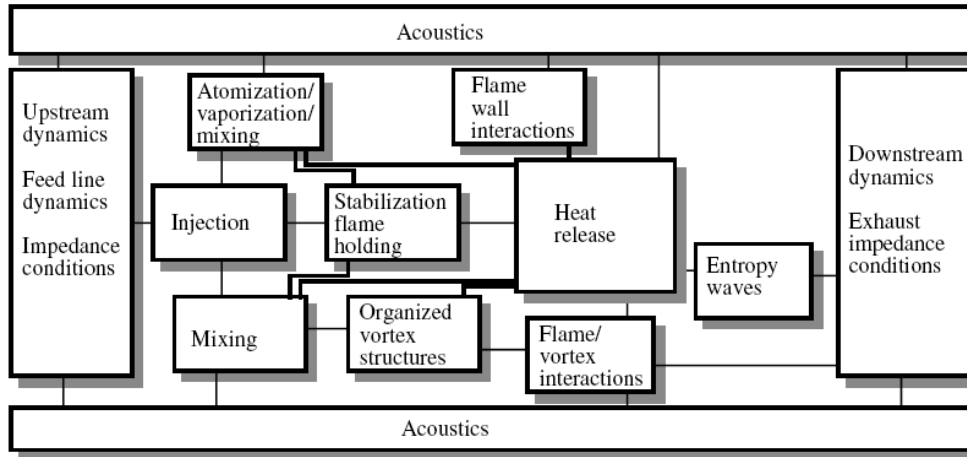 Acoustics
Upstream
dynamics
Feed line
dynamics
Impedance
conditions
Atomization/
vaporization/
mixing
Flame
wall
interactions
Injection
Stabilization
flame
holding
Heat
release
Downstream
dynamics
Exhaust
impedance
conditions
Entropy
waves
Mixing
Organized
vortex
structures
Flame/
vortex
interactions
Acoustics